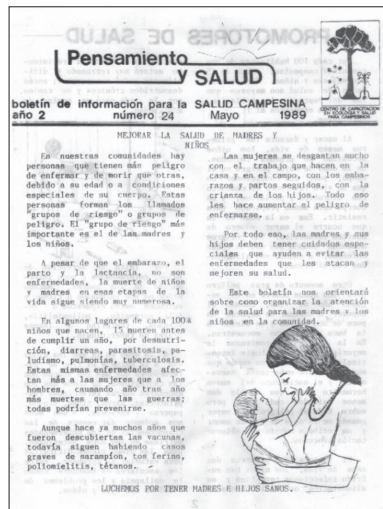 Pensamiento
y SALUD
boletín de información para la SALUD CAMPESINA
año 2 número 24 Mayo 1989
CENTRO DE CAPACITACION
EN ECOLOGIA Y SALUD
PARA CAMPESINOS
MEJORAR LA SALUD DE MADRES Y
NIÑOS
En nuestras comunidades hay
personas que tienen más peligro
de enfermar y de morir que otras,
debido a su edad o a condiciones
especiales de su cuerpo. Estas
personas forman los llamados
"grupos de riesgo" o grupos de
peligro. El "grupo de riesgo" más
importante es el de las madres y
los niños.
A pesar de que el embarazo, el
parto y la lactancia, no son
enfermedades, la muerte de niños
y madres en esas etapas de la
vida sigue siendo muy numerosa.
En algunos lugares de cada 100
niños que nacen, 15 mueren antes
de cumplir un año, por desnutri-
ción, diarreas, parasitosis, pa-
ludismo, pulmonías, tuberculosis.
Estas mismas enfermedades afec-
tan más a las mujeres que a los
hombres, causando año tras año
más muertes que las guerras;
todas podrían prevenirse.
Aunque hace ya muchos años que
fueron descubiertas las vacunas,
todavía siguen habiendo casos
graves de sarampión, tos ferina,
poliomielitis, tétanos.
Las mujeres se desgastan mucho
con el trabajo que hacen en la
casa y en el campo, con los emba-
razos y partos seguidos, con la
crianza de los hijos. Todo eso
les hace aumentar el peligro de
enfermarse.
Por todo eso, las madres y sus
hijos deben tener cuidados espe-
ciales que ayuden a evitar las
enfermedades que les atacan y
mejoren su salud.
Este boletín nos orientará
sobre como organizar la atención
de la salud para las madres y los
niños en la comunidad.
LUCHEMOS POR TENER MADRES E HIJOS SANOS.